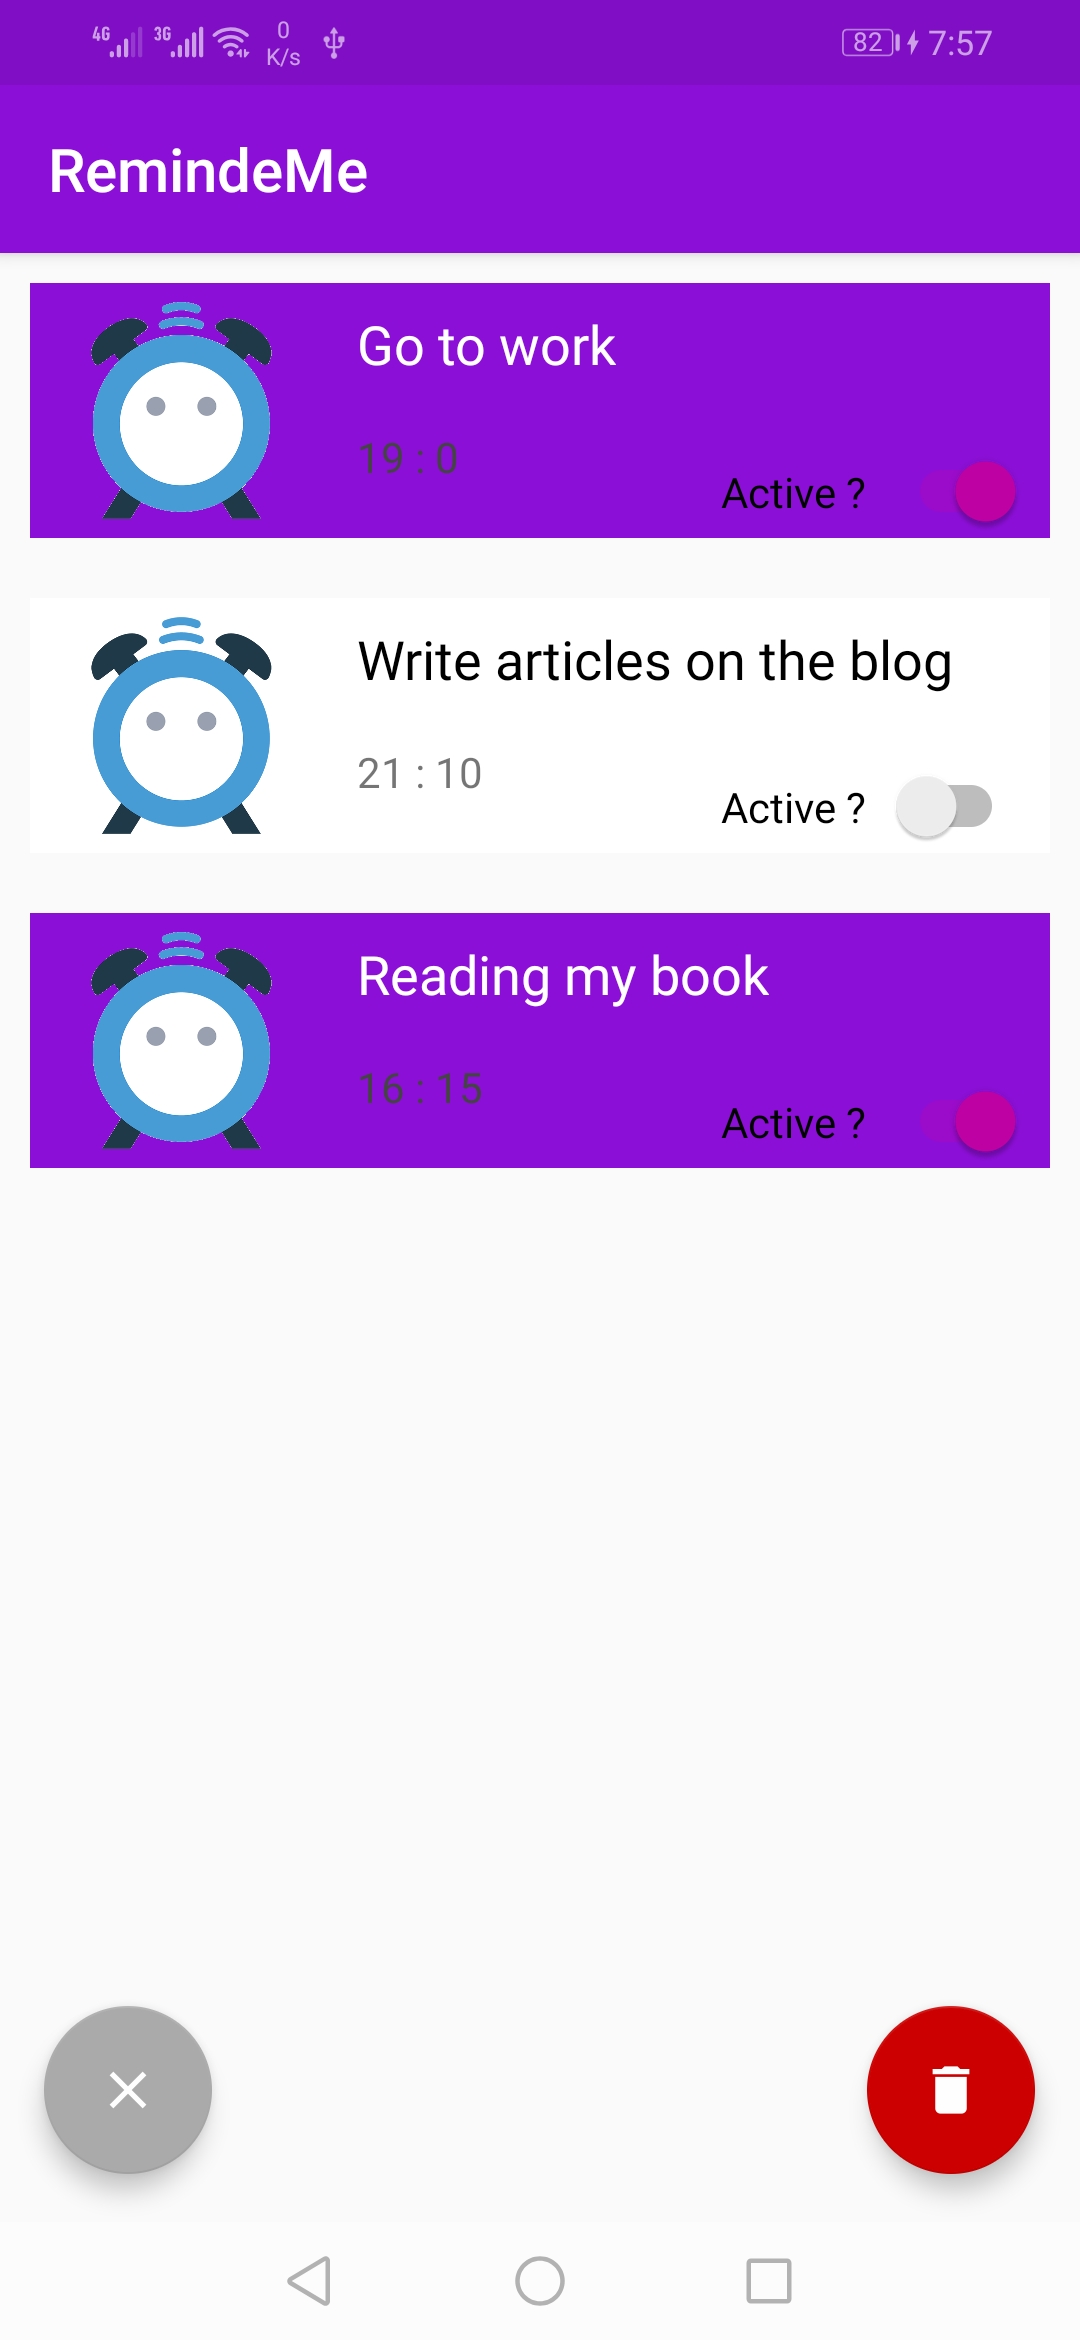 4G 3G 0 K/s 82 7:57
RemindeMe
Go to work
19 : 0
Active ?
Write articles on the blog
21 : 10
Active ?
Reading my book
16 : 15
Active ?